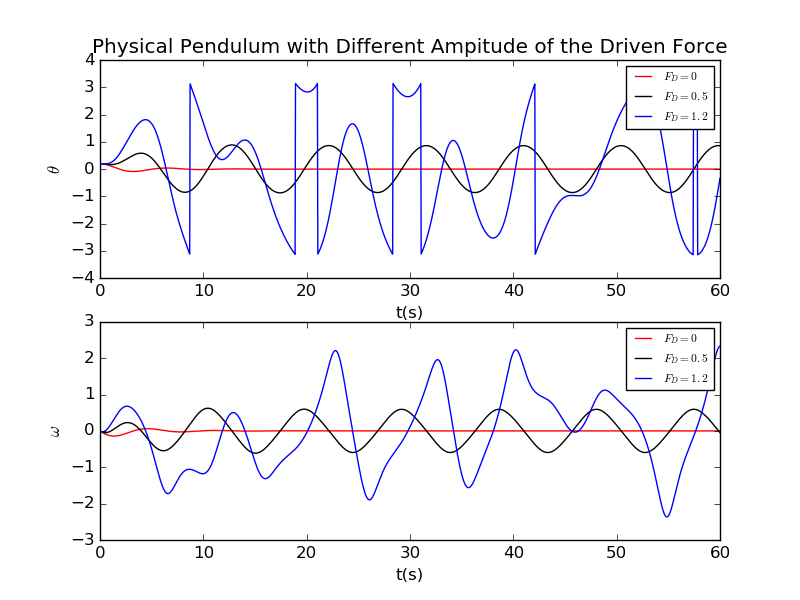 Physical Pendulum with Different Ampitude of the Driven Force
4
3
2
1
0
−1
−2
−3
−4
θ
F_D = 0
F_D = 0.5
F_D = 1.2
0 10 20 30 40 50 60
t(s)
3
2
1
0
−1
−2
−3
ω
F_D = 0
F_D = 0.5
F_D = 1.2
0 10 20 30 40 50 60
t(s)